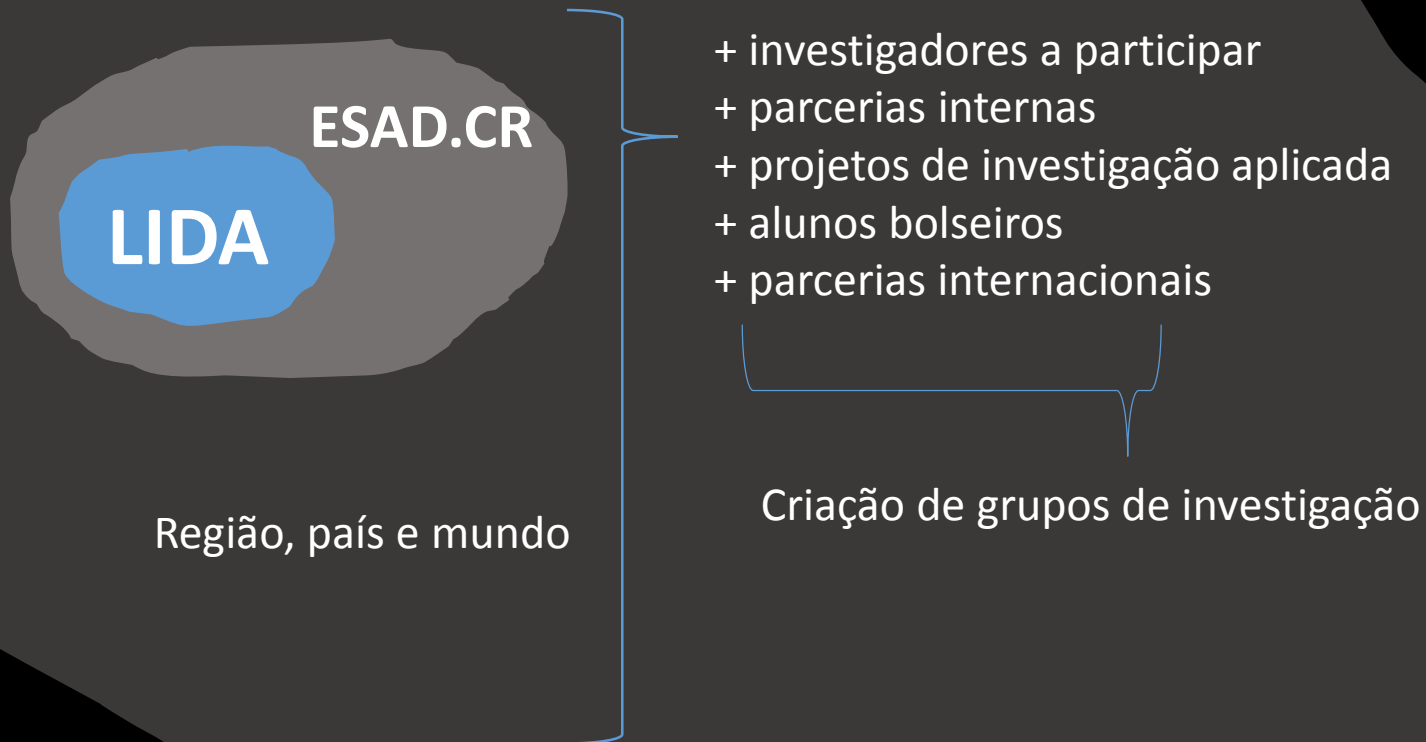 ESAD.CR
LIDA
Região, país e mundo
+ investigadores a participar
+ parcerias internas
+ projetos de investigação aplicada
+ alunos bolseiros
+ parcerias internacionais
Criação de grupos de investigação